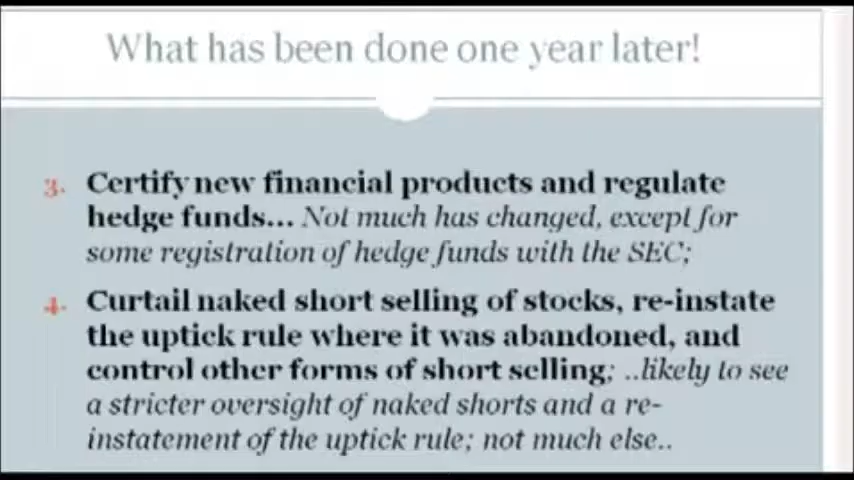 What has been done one year later!
3. Certify new financial products and regulate
hedge funds... Not much has changed, except for
some registration of hedge funds with the SEC;
4. Curtail naked short selling of stocks, re-instate
the uptick rule where it was abandoned, and
control other forms of short selling; ..likely to see
a stricter oversight of naked shorts and a re-
instatement of the uptick rule; not much else..